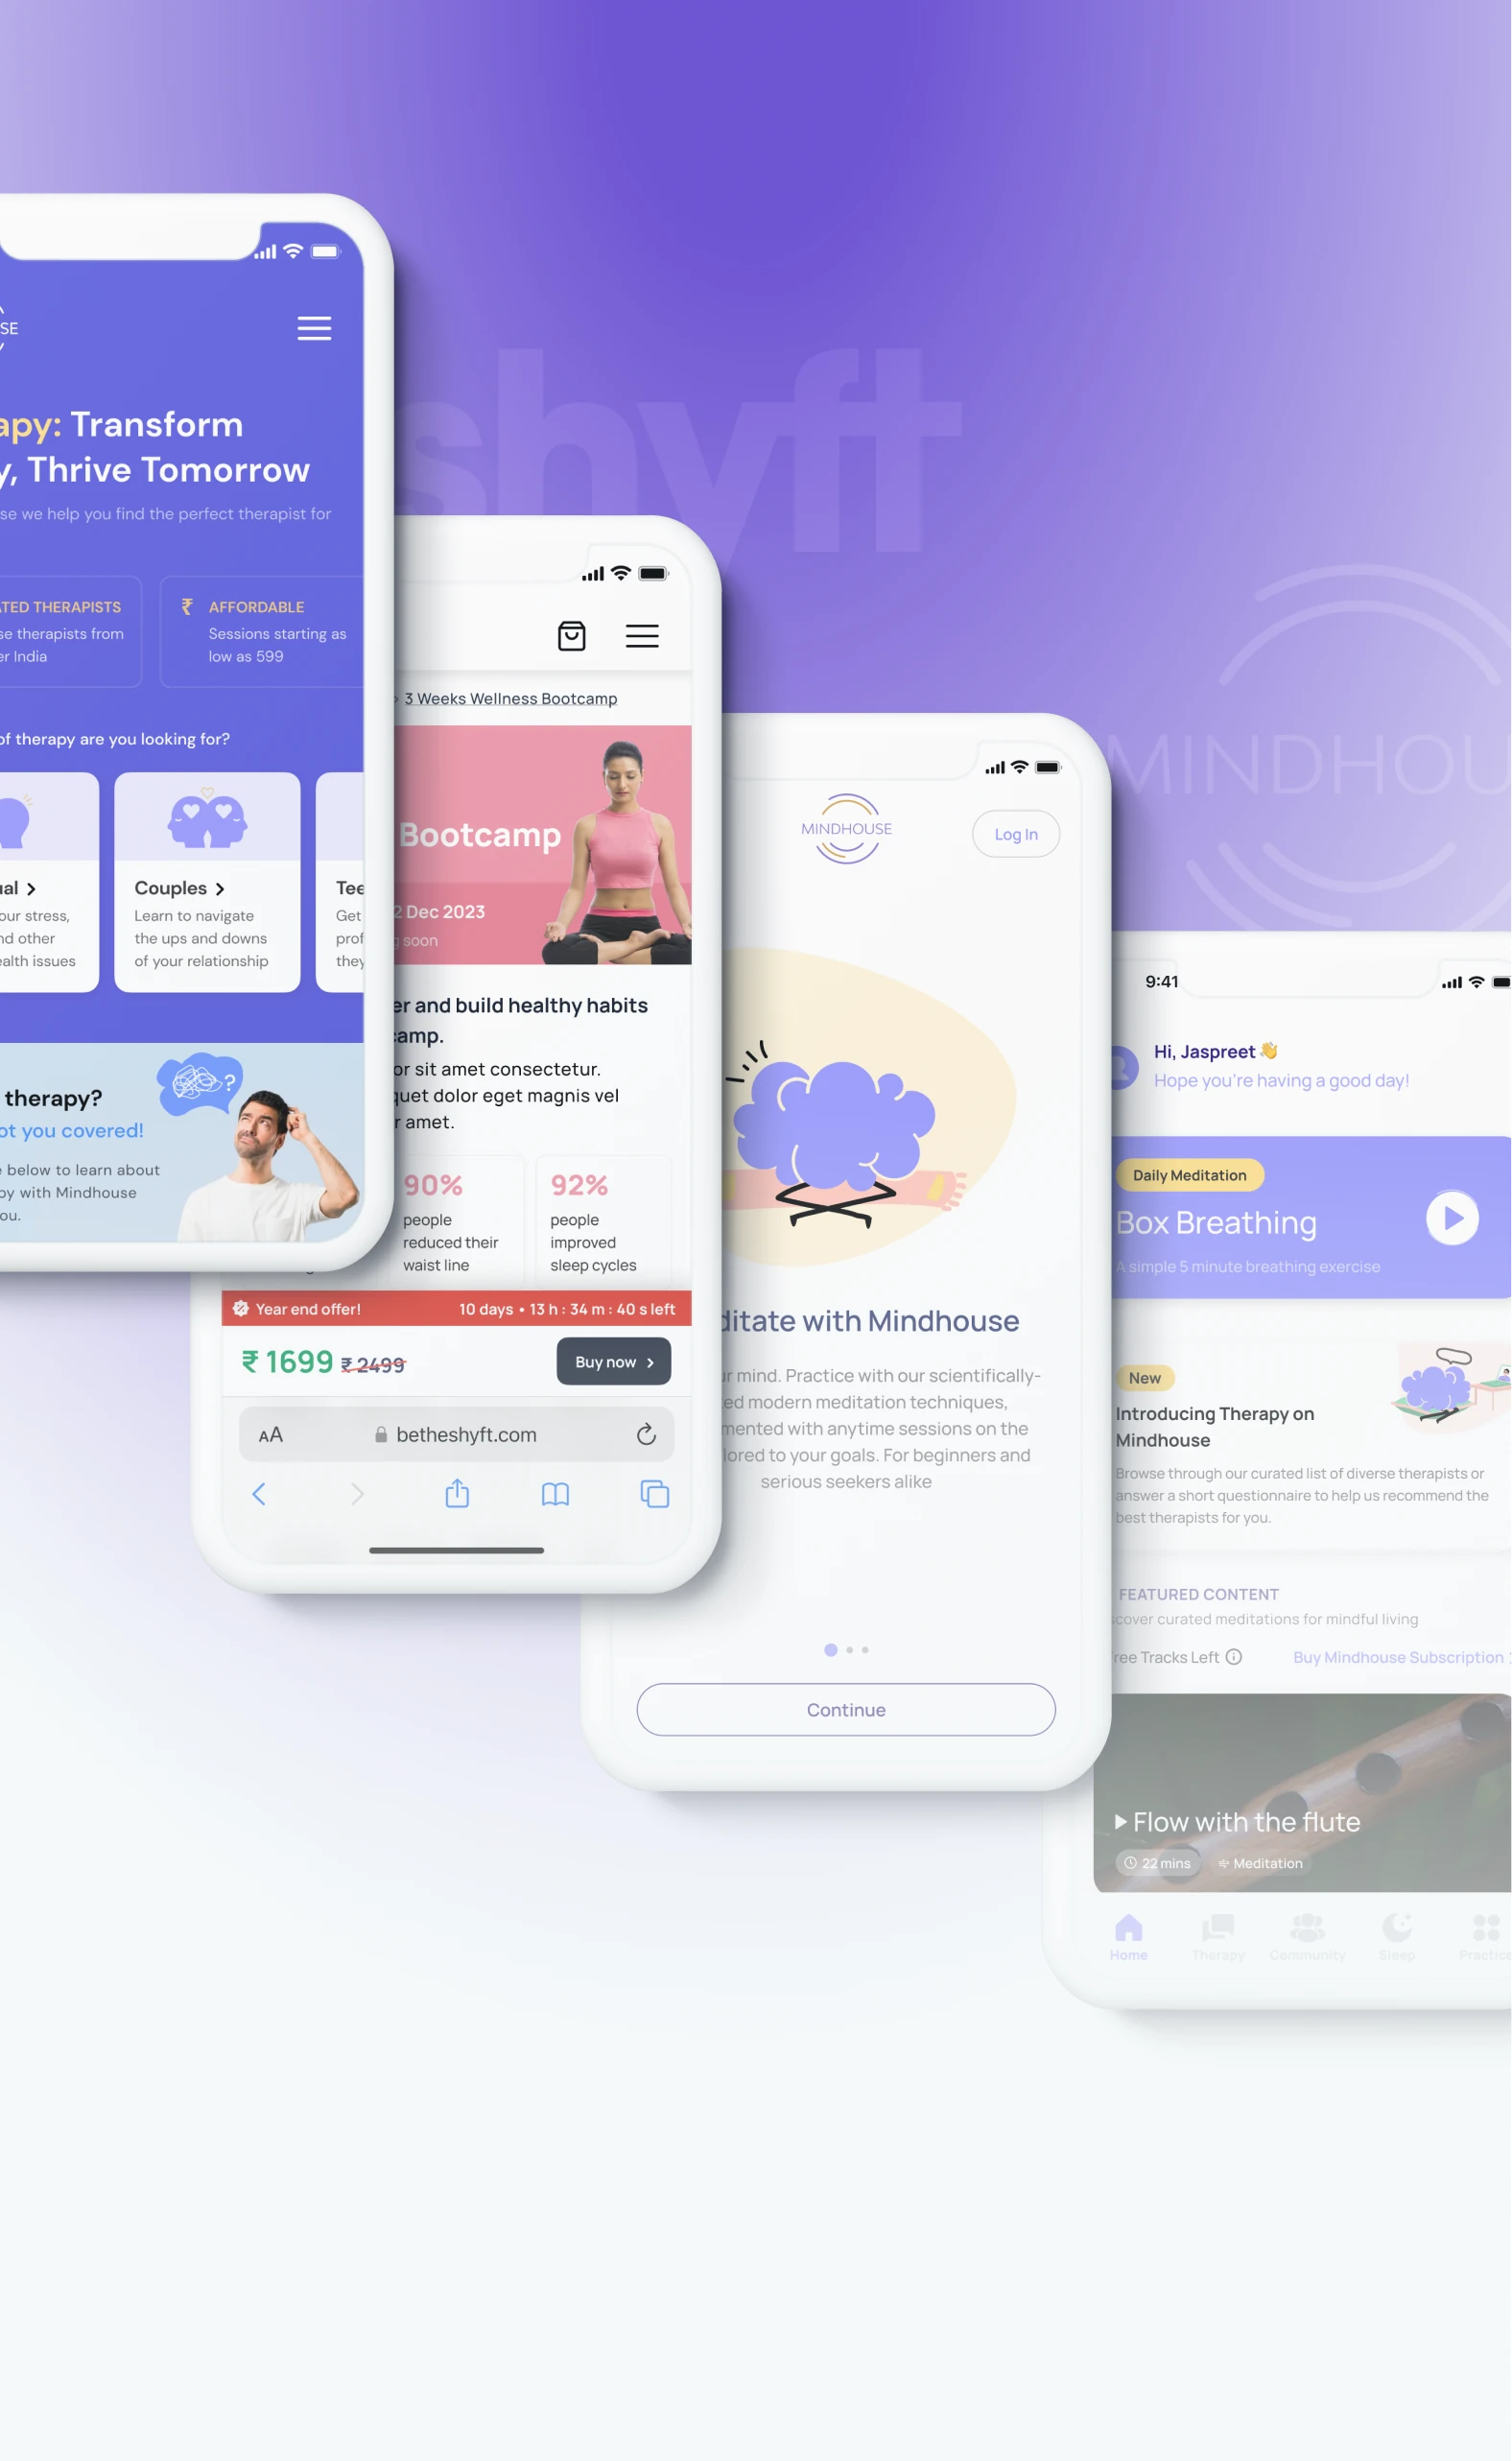 shyft
SE
apy: Transform
y, Thrive Tomorrow
se we help you find the perfect therapist for
ATED THERAPISTS
se therapists from
er India
₹ AFFORDABLE
Sessions starting as
low as 599
of therapy are you looking for?
ual
our stress,
nd other
ealth issues
Couples
Learn to navigate
the ups and downs
of your relationship
Tee
Get
prof
they
?
therapy?
ot you covered!
e below to learn about
py with Mindhouse
ou.
3 Weeks Wellness Bootcamp
Bootcamp
2 Dec 2023
g soon
er and build healthy habits
camp.
or sit amet consectetur.
quet dolor eget magnis vel
r amet.
90%
people
reduced their
waist line
92%
people
improved
sleep cycles
Year end offer! 10 days • 13 h : 34 m : 40 s left
₹ 1699 ₹ 2499 Buy now
AA betheshyft.com
MINDHOUSE
Log In
ditate with Mindhouse
ur mind. Practice with our scientifically-
ed modern meditation techniques,
mented with anytime sessions on the
lored to your goals. For beginners and
serious seekers alike
Continue
MINDHOU
9:41
Hi, Jaspreet 👋
Hope you're having a good day!
Daily Meditation
Box Breathing
A simple 5 minute breathing exercise
New
Introducing Therapy on
Mindhouse
Browse through our curated list of diverse therapists or
answer a short questionnaire to help us recommend the
best therapists for you.
FEATURED CONTENT
scover curated meditations for mindful living
ree Tracks Left Buy Mindhouse Subscription
Flow with the flute
22 mins Meditation
Home Therapy Community Sleep Practice